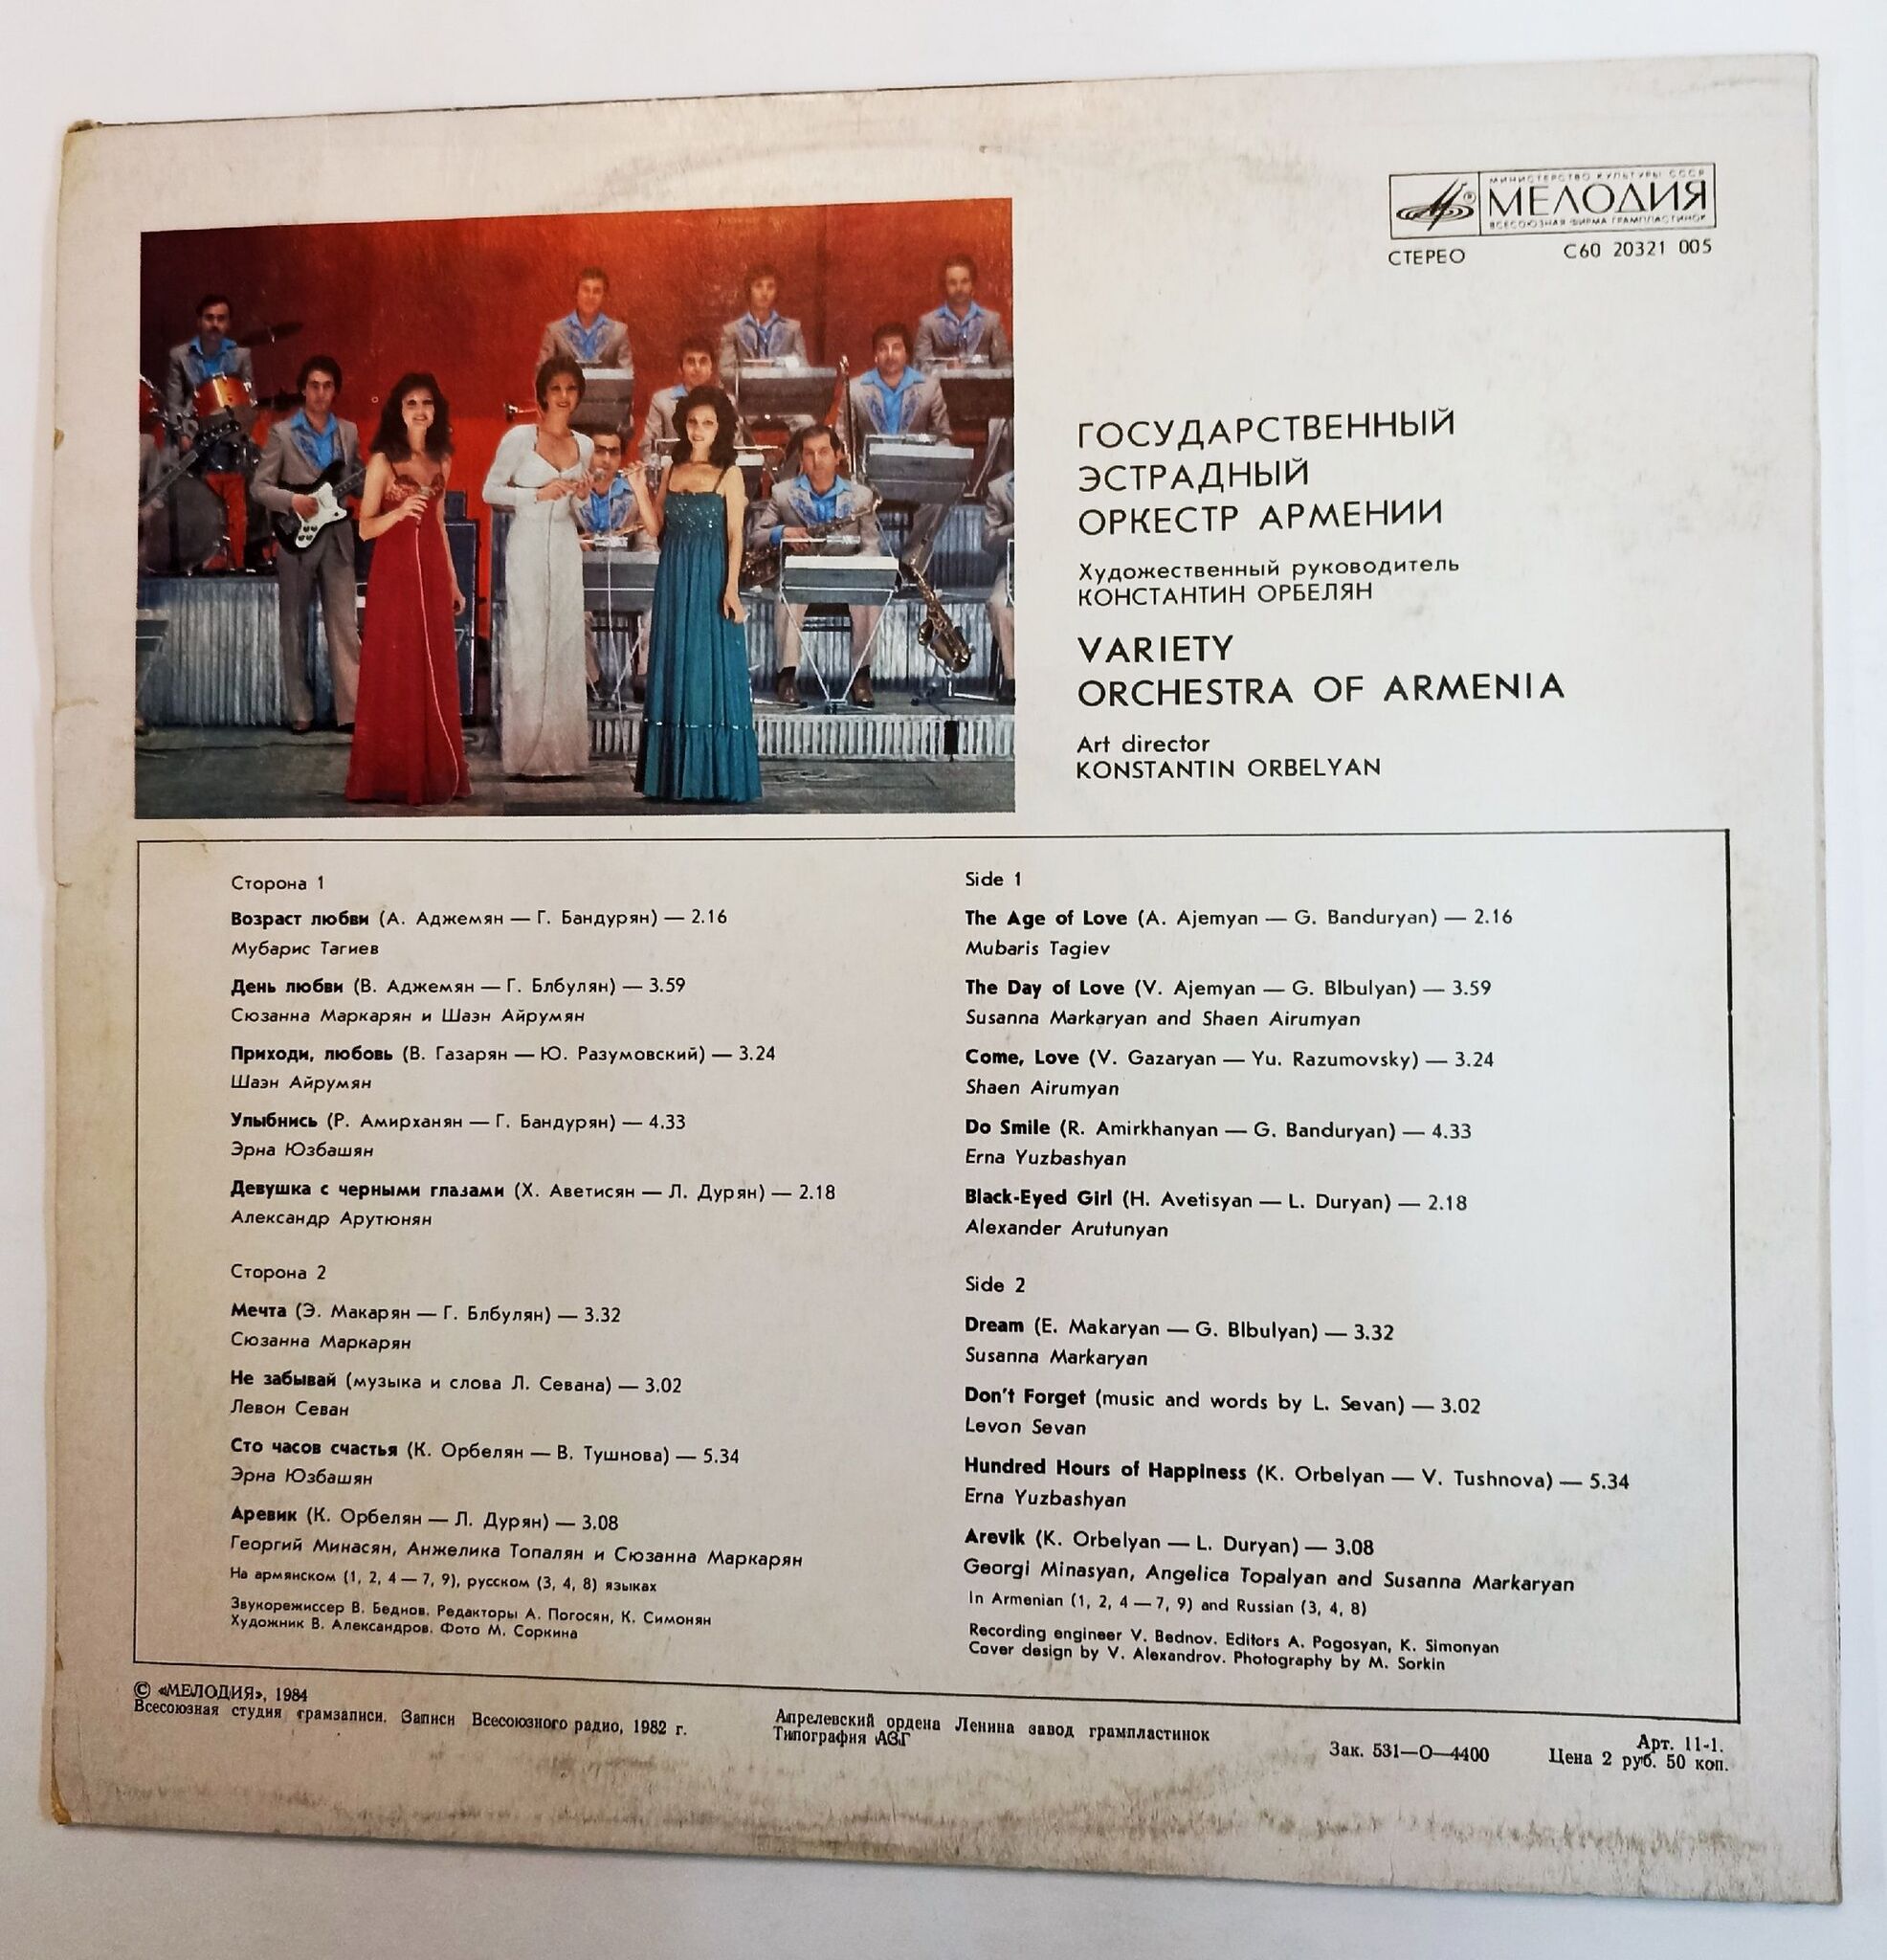 МИНИСТЕРСТВО КУЛЬТУРЫ СССР
МЕЛОДИЯ
ВСЕСОЮЗНАЯ ФИРМА ГРАМПЛАСТИНОК
СТЕРЕО С60 20321 005
ГОСУДАРСТВЕННЫЙ
ЭСТРАДНЫЙ
ОРКЕСТР АРМЕНИИ
Художественный руководитель
КОНСТАНТИН ОРБЕЛЯН
VARIETY
ORCHESTRA OF ARMENIA
Art director
KONSTANTIN ORBELYAN
Сторона 1
Возраст любви (А. Аджемян — Г. Бандурян) — 2.16
Мубарис Тагиев
День любви (В. Аджемян — Г. Блбулян) — 3.59
Сюзанна Маркарян и Шаэн Айрумян
Приходи, любовь (В. Газарян — Ю. Разумовский) — 3.24
Шаэн Айрумян
Улыбнись (Р. Амирханян — Г. Бандурян) — 4.33
Эрна Юзбашян
Девушка с черными глазами (Х. Аветисян — Л. Дурян) — 2.18
Александр Арутюнян
Сторона 2
Мечта (Э. Макарян — Г. Блбулян) — 3.32
Сюзанна Маркарян
Не забывай (музыка и слова Л. Севана) — 3.02
Левон Севан
Сто часов счастья (К. Орбелян — В. Тушнова) — 5.34
Эрна Юзбашян
Аревик (К. Орбелян — Л. Дурян) — 3.08
Георгий Минасян, Анжелика Топалян и Сюзанна Маркарян
На армянском (1, 2, 4 — 7, 9), русском (3, 4, 8) языках
Звукорежиссер В. Беднов. Редакторы А. Погосян, К. Симонян
Художник В. Александров. Фото М. Соркина
Side 1
The Age of Love (A. Ajemyan — G. Banduryan) — 2.16
Mubaris Tagiev
The Day of Love (V. Ajemyan — G. Blbulyan) — 3.59
Susanna Markaryan and Shaen Airumyan
Come, Love (V. Gazaryan — Yu. Razumovsky) — 3.24
Shaen Airumyan
Do Smile (R. Amirkhanyan — G. Banduryan) — 4.33
Erna Yuzbashyan
Black-Eyed Girl (H. Avetisyan — L. Duryan) — 2.18
Alexander Arutunyan
Side 2
Dream (E. Makaryan — G. Blbulyan) — 3.32
Susanna Markaryan
Don't Forget (music and words by L. Sevan) — 3.02
Levon Sevan
Hundred Hours of Happiness (K. Orbelyan — V. Tushnova) — 5.34
Erna Yuzbashyan
Arevik (K. Orbelyan — L. Duryan) — 3.08
Georgi Minasyan, Angelica Topalyan and Susanna Markaryan
In Armenian (1, 2, 4 — 7, 9) and Russian (3, 4, 8)
Recording engineer V. Bednov. Editors A. Pogosyan, K. Simonyan
Cover design by V. Alexandrov. Photography by M. Sorkin
© «МЕЛОДИЯ», 1984
Всесоюзная студия грамзаписи. Записи Всесоюзного радио, 1982 г.
Апрелевский ордена Ленина завод грампластинок
Типография АЗГ
Зак. 531—О—4400
Арт. 11-1.
Цена 2 руб. 50 коп.